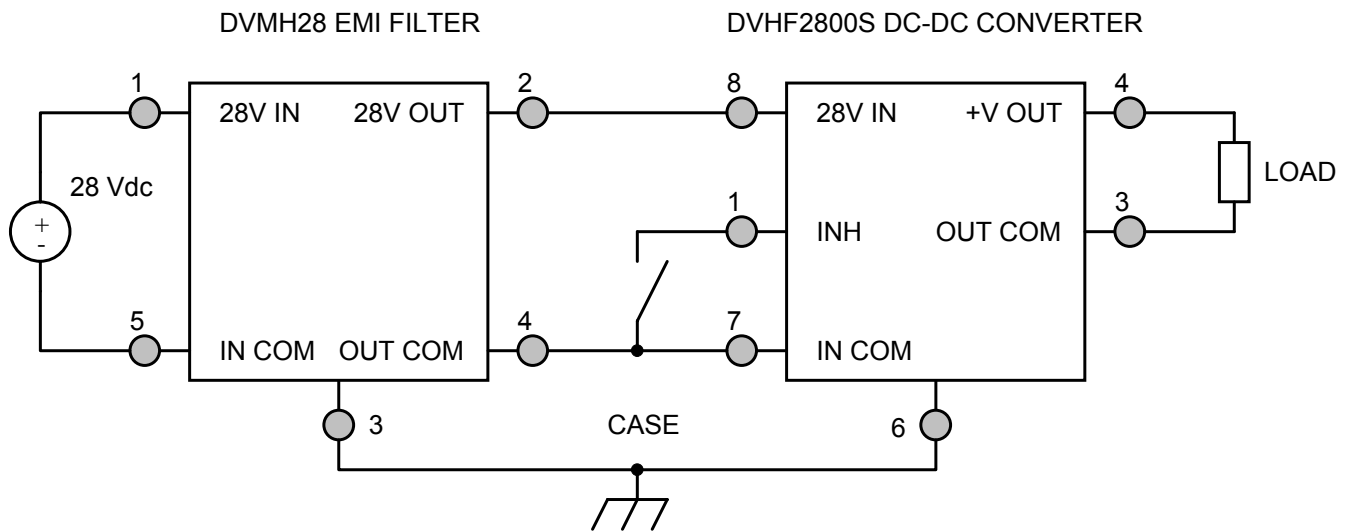 DVMH28 EMI FILTER
DVHF2800S DC-DC CONVERTER
1
2
8
4
28V IN
28V OUT
28V IN
+V OUT
28 Vdc
+
-
1
3
LOAD
INH
OUT COM
5
4
7
IN COM
OUT COM
IN COM
3
CASE
6